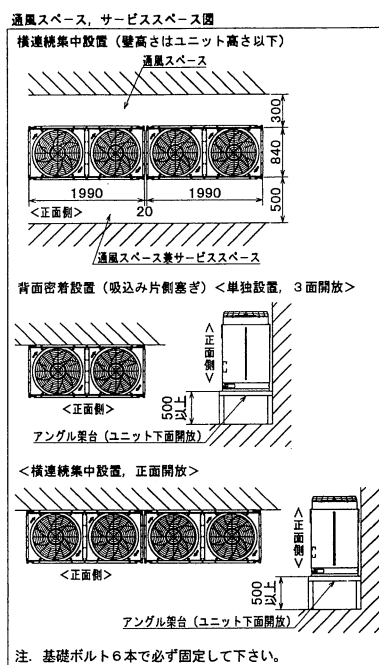 通風スペース，サービススペース図
横連続集中設置（壁高さはユニット高さ以下）
通風スペース
300
840
500
1990
1990
20
<正面側>
通風スペース兼サービススペース
背面密着設置（吸込み片側塞ぎ）<単独設置，3面開放>
<正面側>
<正面側>
500以上
アングル架台（ユニット下面開放）
<横連続集中設置，正面開放>
<正面側>
<正面側>
500以上
アングル架台（ユニット下面開放）
注．基礎ボルト6本で必ず固定して下さい。